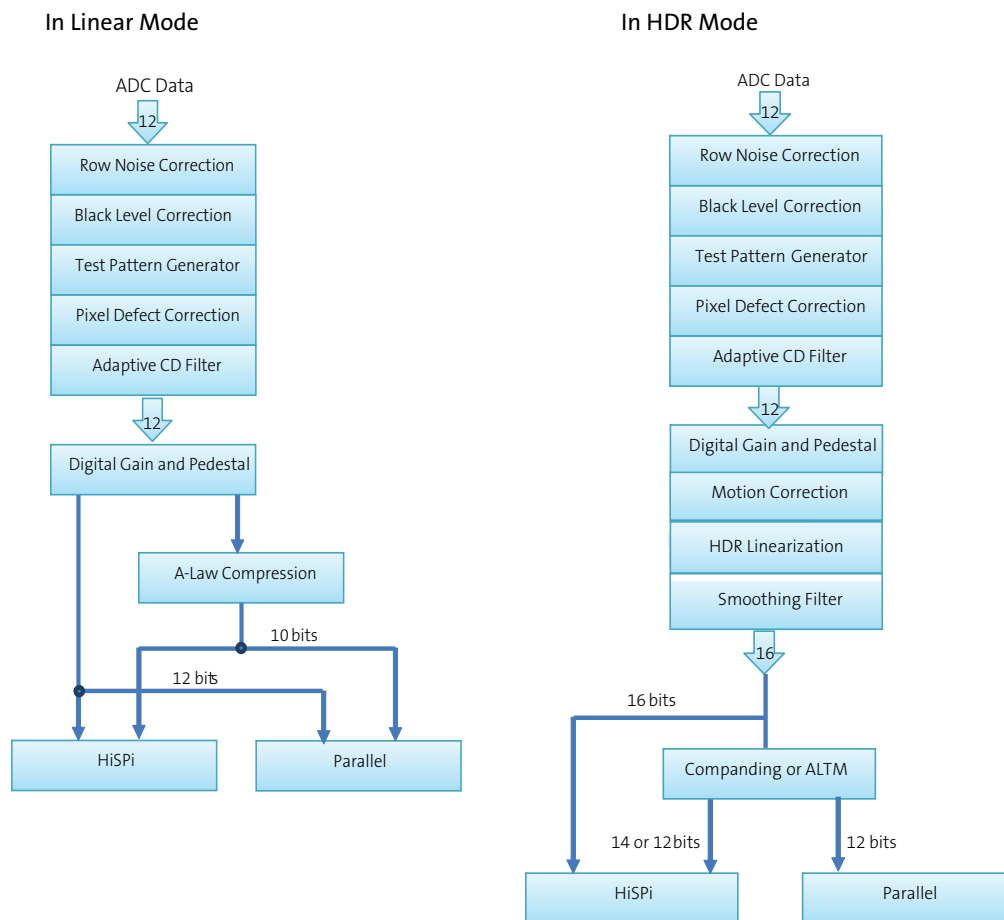 In Linear Mode
ADC Data
12
Row Noise Correction
Black Level Correction
Test Pattern Generator
Pixel Defect Correction
Adaptive CD Filter
12
Digital Gain and Pedestal
A-Law Compression
10 bits
12 bits
HiSPi
Parallel
In HDR Mode
ADC Data
12
Row Noise Correction
Black Level Correction
Test Pattern Generator
Pixel Defect Correction
Adaptive CD Filter
12
Digital Gain and Pedestal
Motion Correction
HDR Linearization
Smoothing Filter
16
16 bits
Companding or ALTM
14 or 12bits
12 bits
HiSPi
Parallel